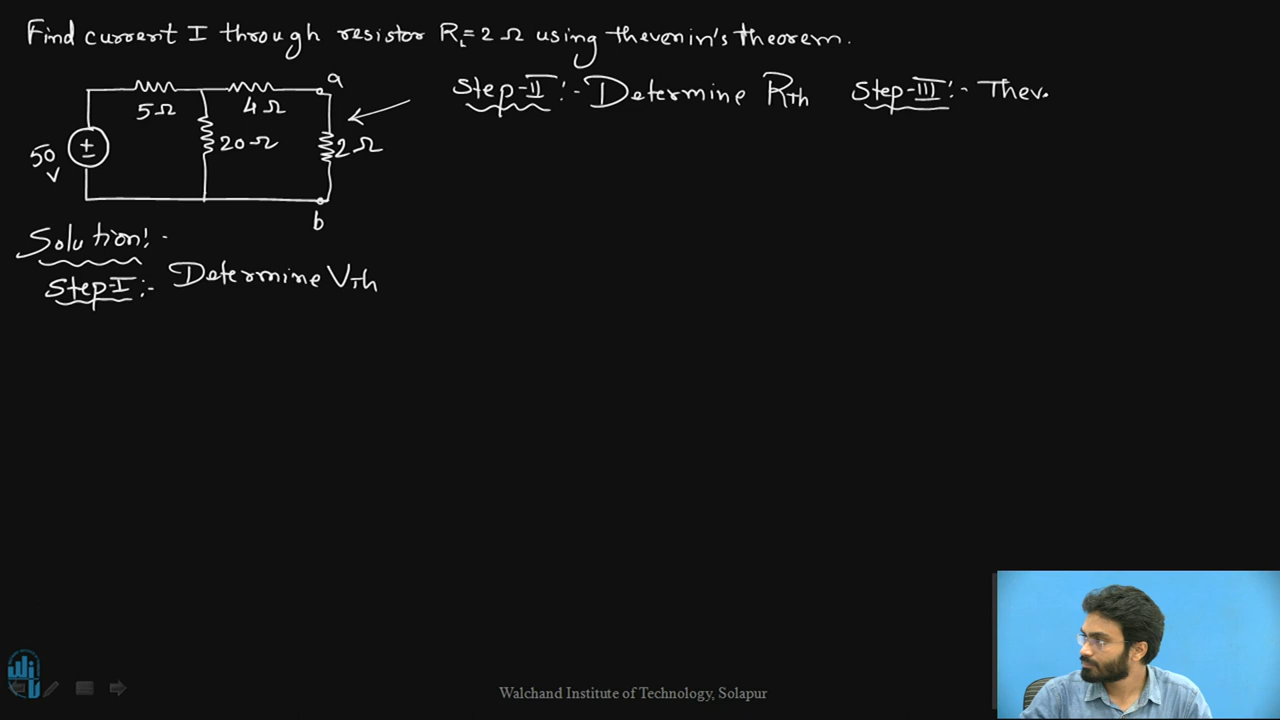 Find current I through resistor RL=2 Ω using thevenin's theorem.
a
5Ω
4Ω
20Ω
2Ω
50
V
b
Solution:-
Step-I:- Determine VTh
Step-II:- Determine RTh
Step-III:- Thev.
Walchand Institute of Technology, Solapur